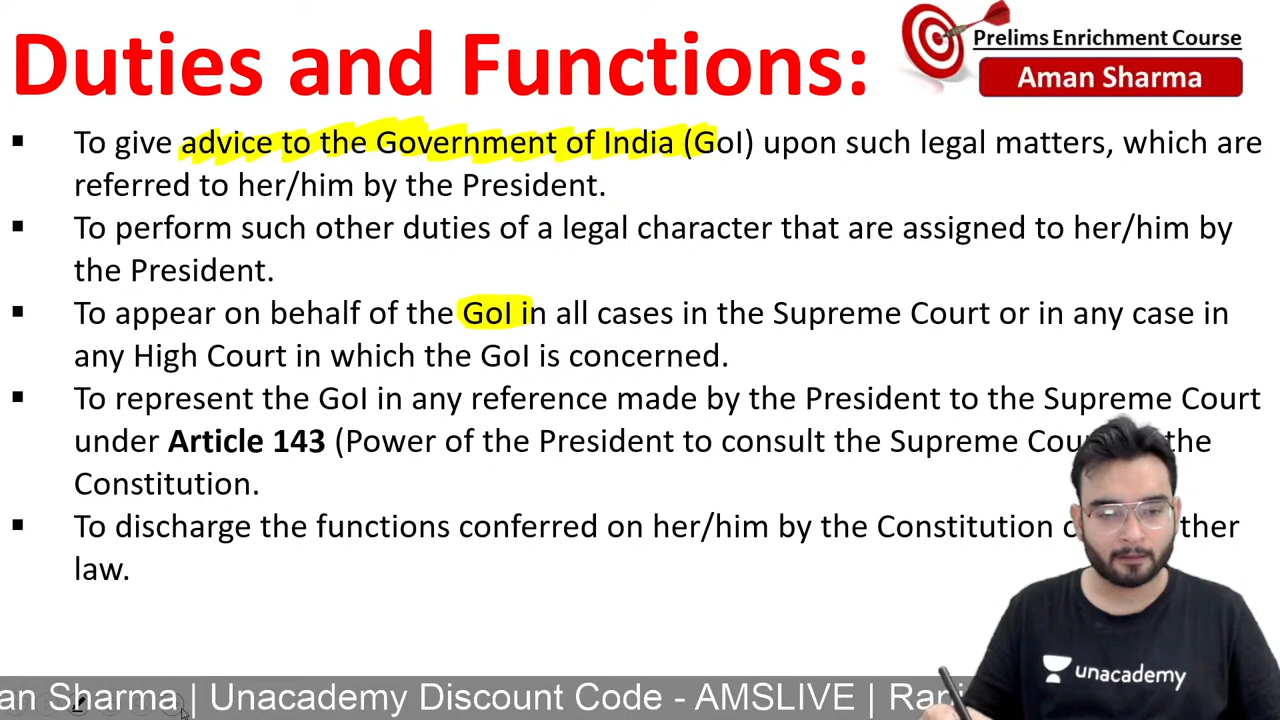 Duties and Functions:
Prelims Enrichment Course
Aman Sharma
▪ To give advice to the Government of India (GoI) upon such legal matters, which are
referred to her/him by the President.
▪ To perform such other duties of a legal character that are assigned to her/him by
the President.
▪ To appear on behalf of the GoI in all cases in the Supreme Court or in any case in
any High Court in which the GoI is concerned.
▪ To represent the GoI in any reference made by the President to the Supreme Court
under Article 143 (Power of the President to consult the Supreme the
Constitution.
▪ To discharge the functions conferred on her/him by the Constitution
law.
unacademy
an Sharma | Unacademy Discount Code - AMSLIVE |